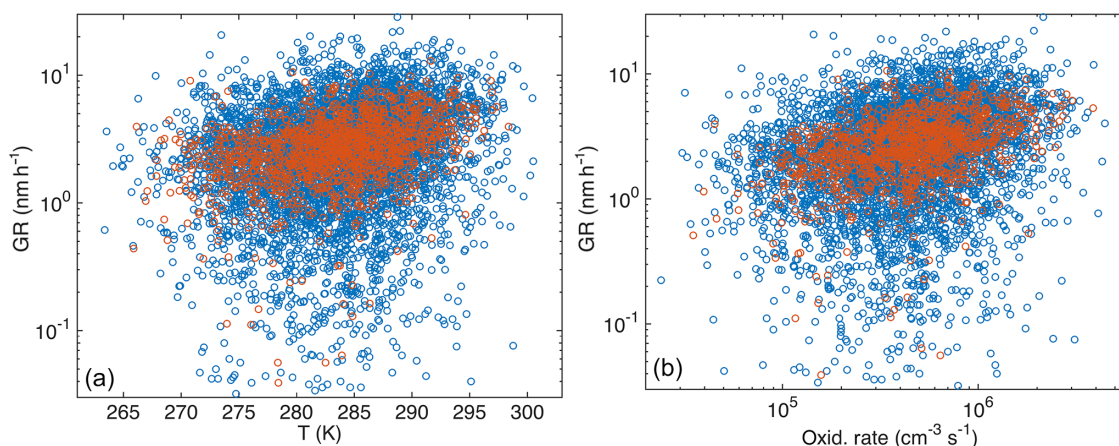 GR (nm h⁻¹)
10¹
10⁰
10⁻¹
(a)
265 270 275 280 285 290 295 300
T (K)
GR (nm h⁻¹)
10¹
10⁰
10⁻¹
(b)
10⁵ 10⁶
Oxid. rate (cm⁻³ s⁻¹)